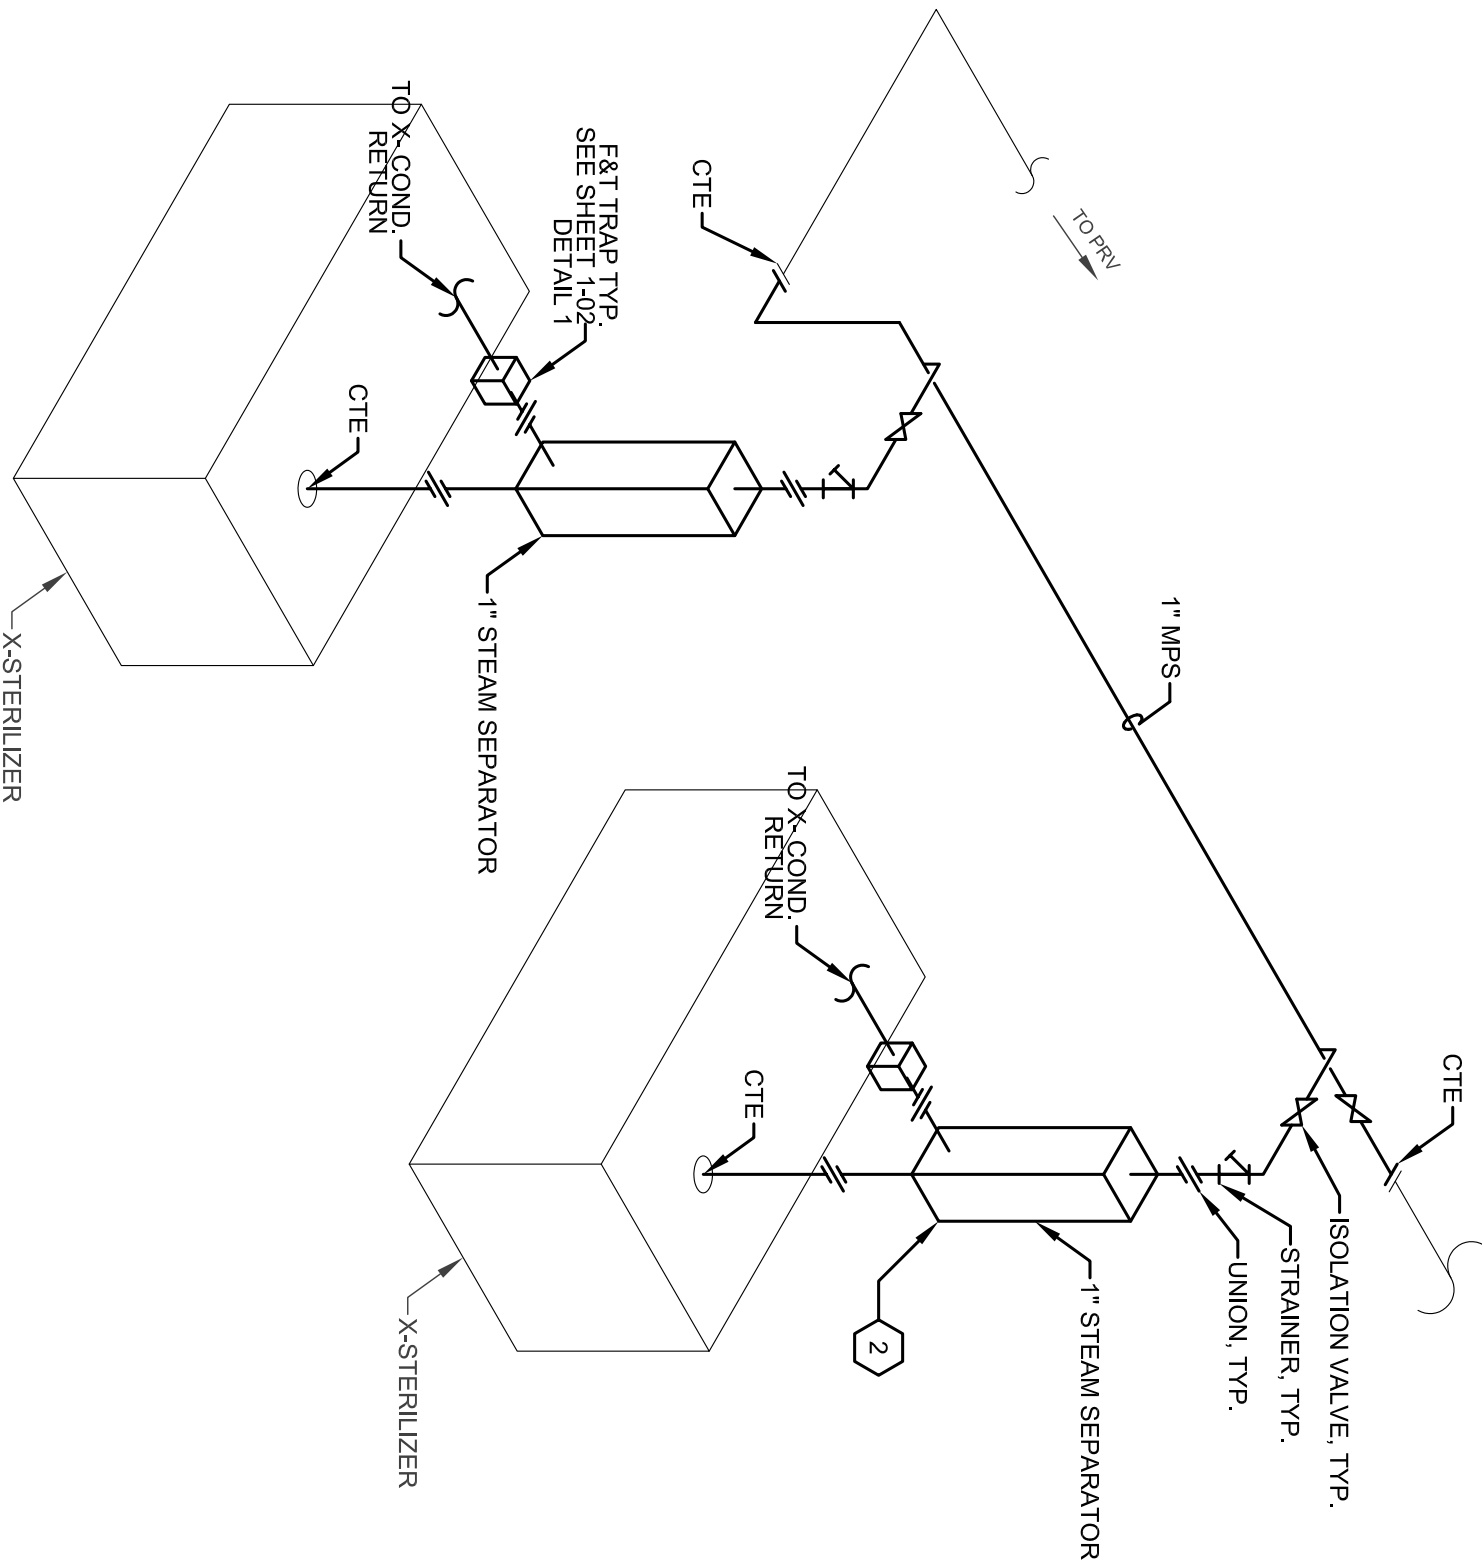 CTE
ISOLATION VALVE, TYP.
STRAINER, TYP.
UNION, TYP.
1" MPS
1" STEAM SEPARATOR
2
TO PRV
CTE
TO X- COND.
RETURN
CTE
F&T TRAP TYP.
SEE SHEET 1-02
DETAIL 1
1" STEAM SEPARATOR
X-STERILIZER
TO X- COND.
RETURN
CTE
X-STERILIZER